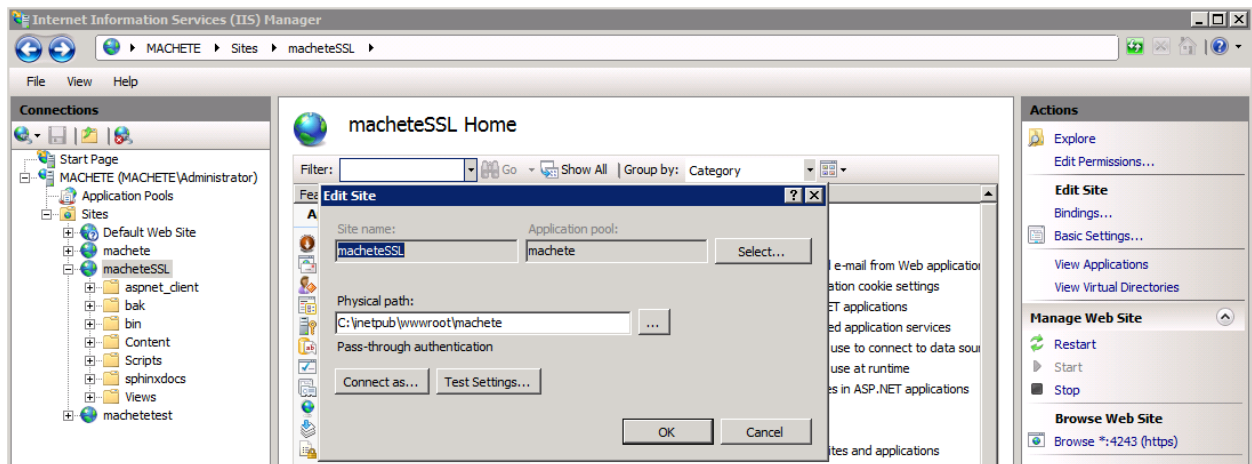 Internet Information Services (IIS) Manager
MACHETE Sites macheteSSL
File View Help
Connections
Start Page
MACHETE (MACHETE\Administrator)
Application Pools
Sites
Default Web Site
machete
macheteSSL
aspnet_client
bak
bin
Content
Scripts
sphinxdocs
Views
machetetest
macheteSSL Home
Filter: Go Show All Group by: Category
Edit Site
Site name: Application pool:
macheteSSL machete Select...
Physical path:
C:\inetpub\wwwroot\machete ...
Pass-through authentication
Connect as... Test Settings...
OK Cancel
e-mail from Web application
ation cookie settings
ET applications
ed application services
use to connect to data sour
use at runtime
es in ASP.NET applications
ites and applications
Actions
Explore
Edit Permissions...
Edit Site
Bindings...
Basic Settings...
View Applications
View Virtual Directories
Manage Web Site
Restart
Start
Stop
Browse Web Site
Browse *:4243 (https)